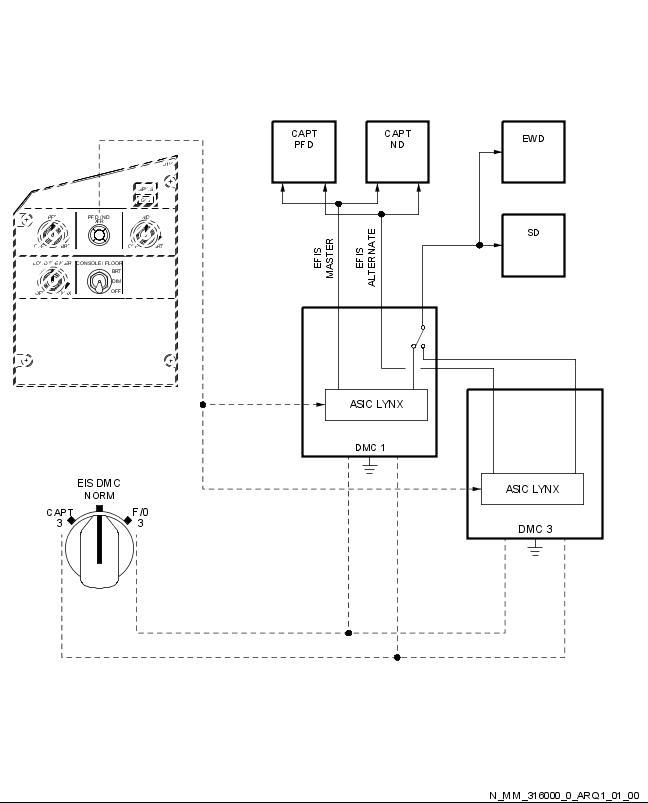 CAPT
PFD
CAPT
ND
EWD
SD
PFD/ND
XFR
CONSOLE / FLOOR
BRT
DIM
OFF
EFIS
MASTER
EFIS
ALTERNATE
ASIC LYNX
DMC 1
ASIC LYNX
DMC 3
EIS DMC
NORM
CAPT
3
F/O
3
N_MM_316000_0_ARQ1_01_00